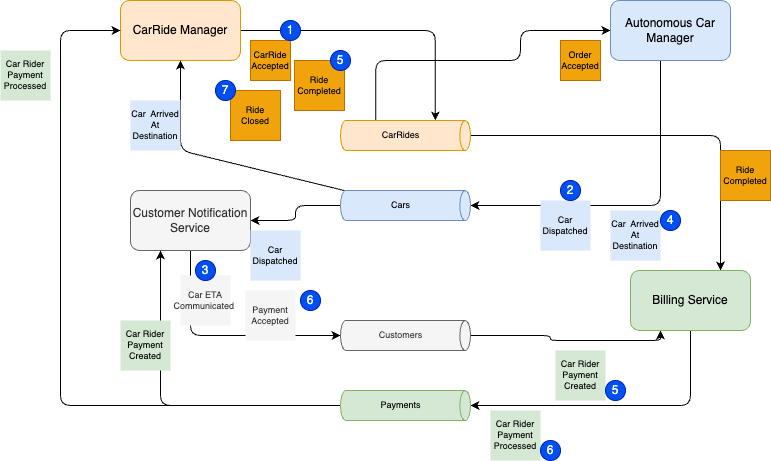 CarRide Manager
1
Autonomous Car
Manager
CarRide
Accepted
5
Ride
Completed
Order
Accepted
Car Rider
Payment
Processed
7
Ride
Closed
Car Arrived
At
Destination
CarRides
Ride
Completed
2
Cars
Customer Notification
Service
Car
Dispatched
Car Arrived
At
Destination
4
Car
Dispatched
3
Car ETA
Communicated
Payment
Accepted
6
Billing Service
Car Rider
Payment
Created
Customers
Car Rider
Payment
Created
5
Payments
Car Rider
Payment
Processed
6